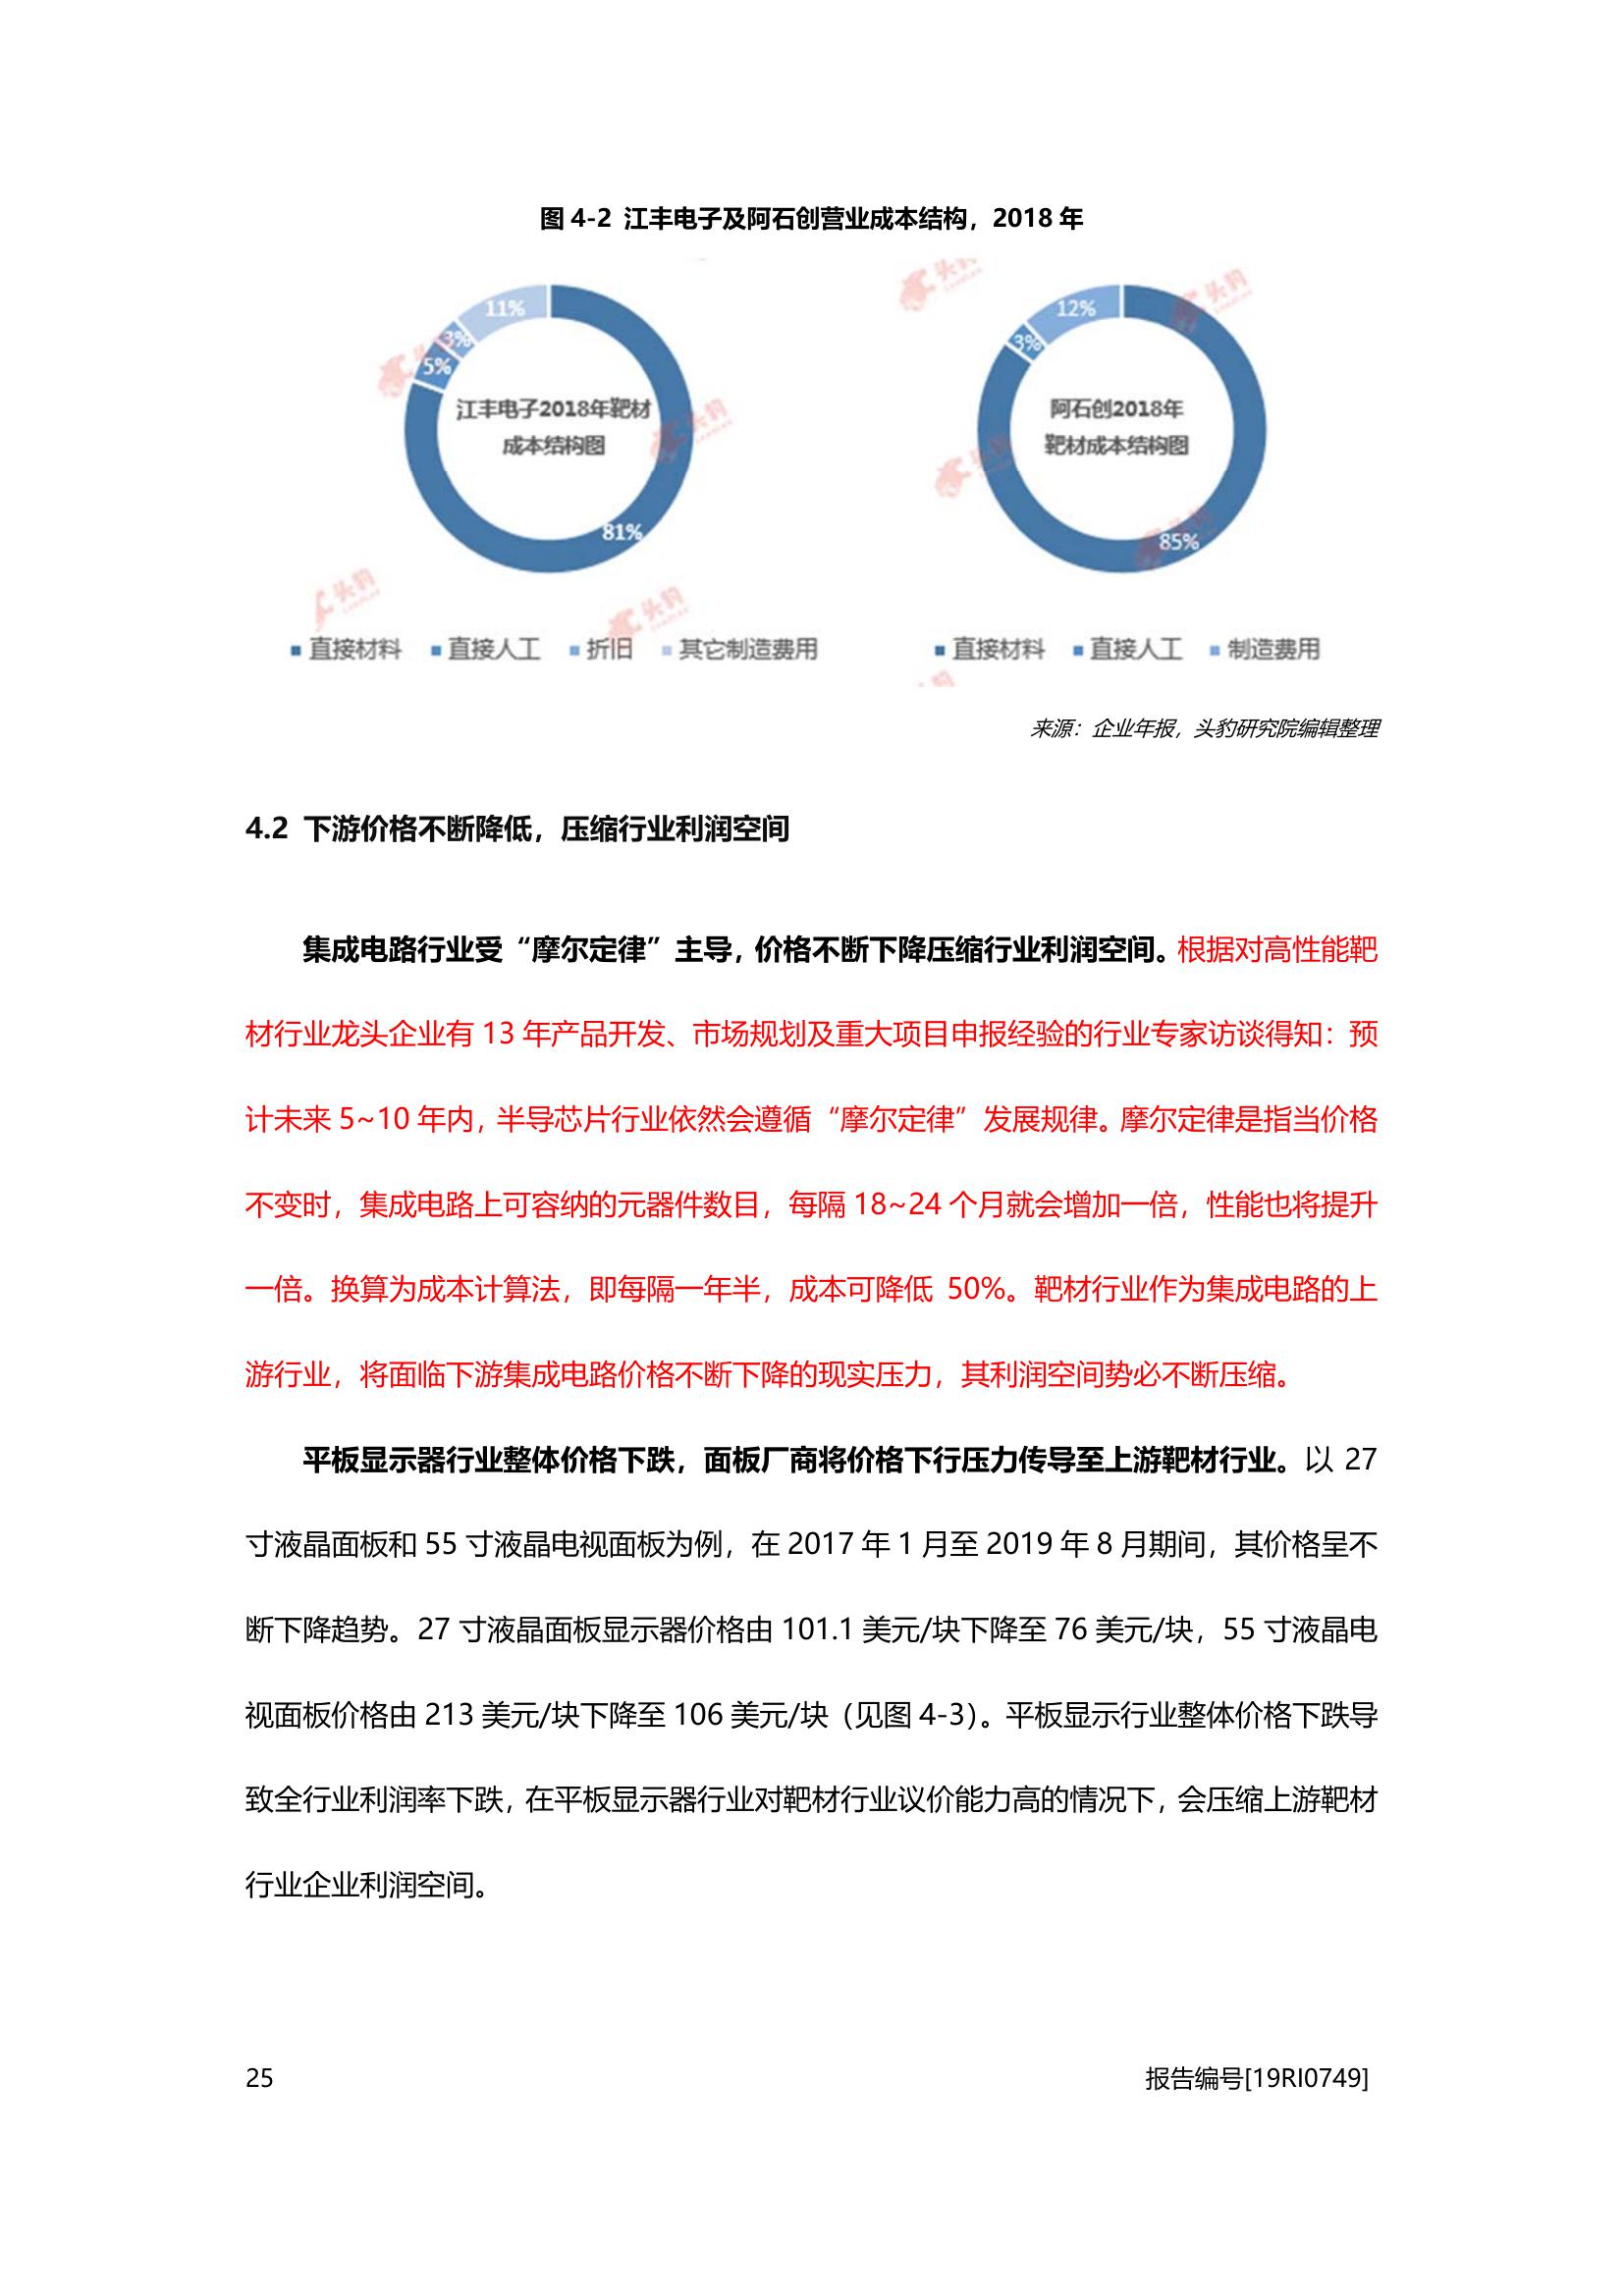 图 4-2 江丰电子及阿石创营业成本结构，2018 年
11%
3%
5%
江丰电子2018年靶材
成本结构图
81%
直接材料 直接人工 折旧 其它制造费用
12%
3%
阿石创2018年
靶材成本结构图
85%
直接材料 直接人工 制造费用
头豹
头豹
头豹
头豹
头豹
来源：企业年报，头豹研究院编辑整理
4.2 下游价格不断降低，压缩行业利润空间
集成电路行业受“摩尔定律”主导，价格不断下降压缩行业利润空间。根据对高性能靶
材行业龙头企业有 13 年产品开发、市场规划及重大项目申报经验的行业专家访谈得知：预
计未来 5~10 年内，半导芯片行业依然会遵循“摩尔定律”发展规律。摩尔定律是指当价格
不变时，集成电路上可容纳的元器件数目，每隔 18~24 个月就会增加一倍，性能也将提升
一倍。换算为成本计算法，即每隔一年半，成本可降低 50%。靶材行业作为集成电路的上
游行业，将面临下游集成电路价格不断下降的现实压力，其利润空间势必不断压缩。
平板显示器行业整体价格下跌，面板厂商将价格下行压力传导至上游靶材行业。以 27
寸液晶面板和 55 寸液晶电视面板为例，在 2017 年 1 月至 2019 年 8 月期间，其价格呈不
断下降趋势。27 寸液晶面板显示器价格由 101.1 美元/块下降至 76 美元/块，55 寸液晶电
视面板价格由 213 美元/块下降至 106 美元/块（见图 4-3）。平板显示行业整体价格下跌导
致全行业利润率下跌，在平板显示器行业对靶材行业议价能力高的情况下，会压缩上游靶材
行业企业利润空间。
25
报告编号[19RI0749]